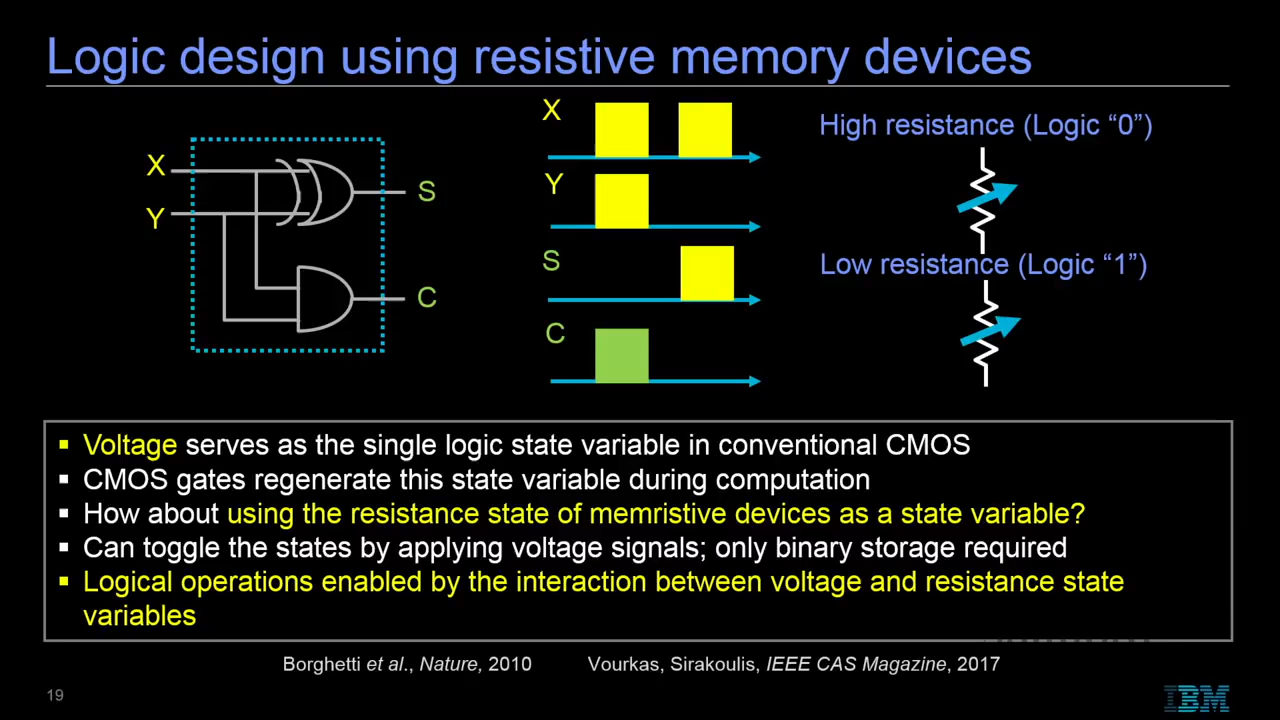 Logic design using resistive memory devices
X
Y
S
C
X
Y
S
C
High resistance (Logic “0”)
Low resistance (Logic “1”)
Voltage serves as the single logic state variable in conventional CMOS
CMOS gates regenerate this state variable during computation
How about using the resistance state of memristive devices as a state variable?
Can toggle the states by applying voltage signals; only binary storage required
Logical operations enabled by the interaction between voltage and resistance state
variables
Borghetti et al., Nature, 2010 Vourkas, Sirakoulis, IEEE CAS Magazine, 2017
19
IBM